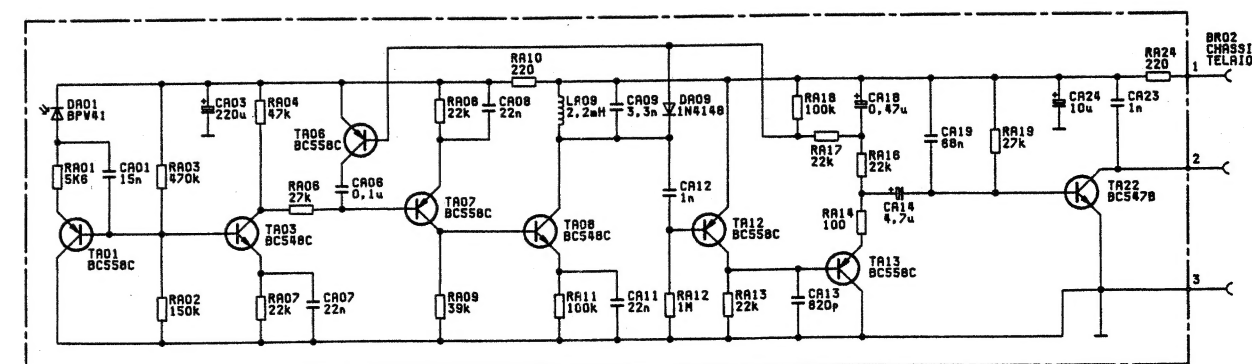 BR02
CHASSI
TELAIO
RA24
220
1
RA10
220
DA01
BPW41
+
CA03
220u
RA04
47k
TA06
BC558C
RA08
22k
CA08
22n
LA09
2.2mH
CA09
3.3n
DA09
1N4148
RA18
100k
+
CA18
0,47u
CA19
68n
RA19
27k
+
CA24
10u
CA23
1n
RA01
5K6
CA01
15n
RA03
470k
RA17
22k
RA16
22k
2
RA06
27k
CA06
0,1u
TA07
BC558C
CA12
1n
+
CA14
4,7u
TA22
BC547B
TA01
BC558C
TA03
BC548C
TA08
BC548C
TA12
BC558C
RA14
100
TA13
BC558C
3
RA02
150k
RA07
22k
CA07
22n
RA09
39k
RA11
100k
CA11
22n
RA12
1M
RA13
22k
CA13
820p